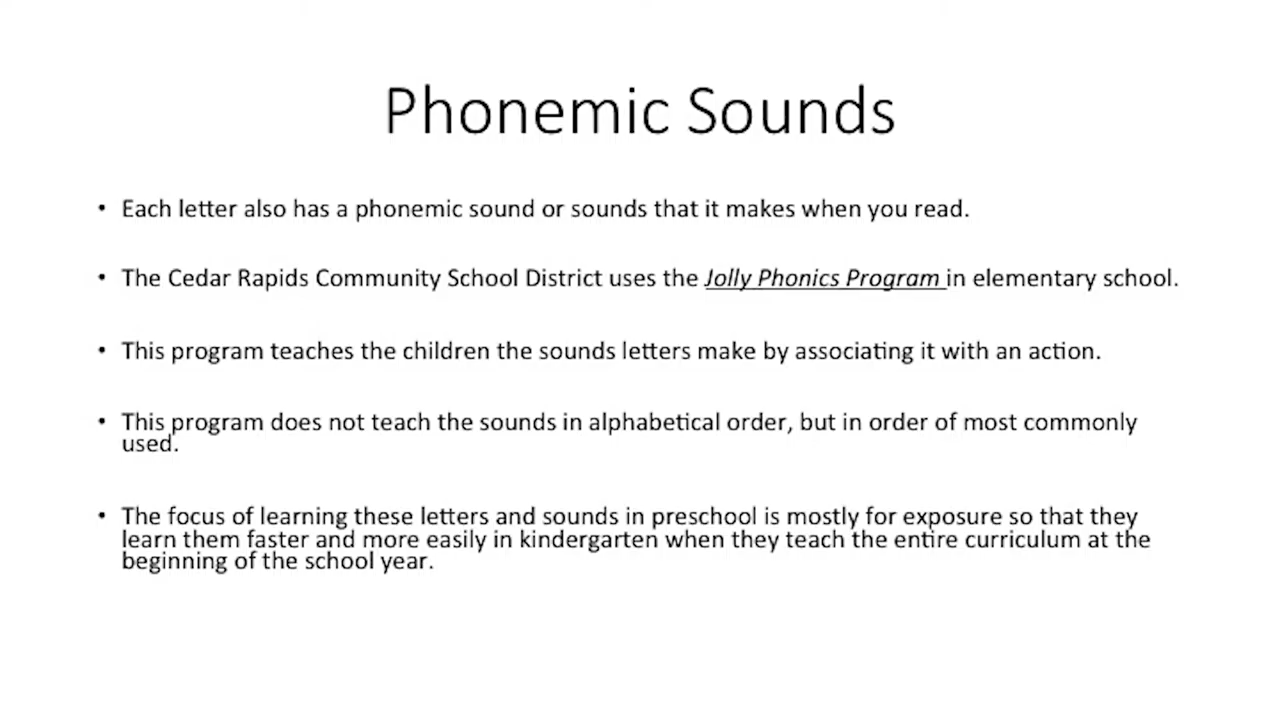 Phonemic Sounds
• Each letter also has a phonemic sound or sounds that it makes when you read.
• The Cedar Rapids Community School District uses the Jolly Phonics Program in elementary school.
• This program teaches the children the sounds letters make by associating it with an action.
• This program does not teach the sounds in alphabetical order, but in order of most commonly
used.
• The focus of learning these letters and sounds in preschool is mostly for exposure so that they
learn them faster and more easily in kindergarten when they teach the entire curriculum at the
beginning of the school year.